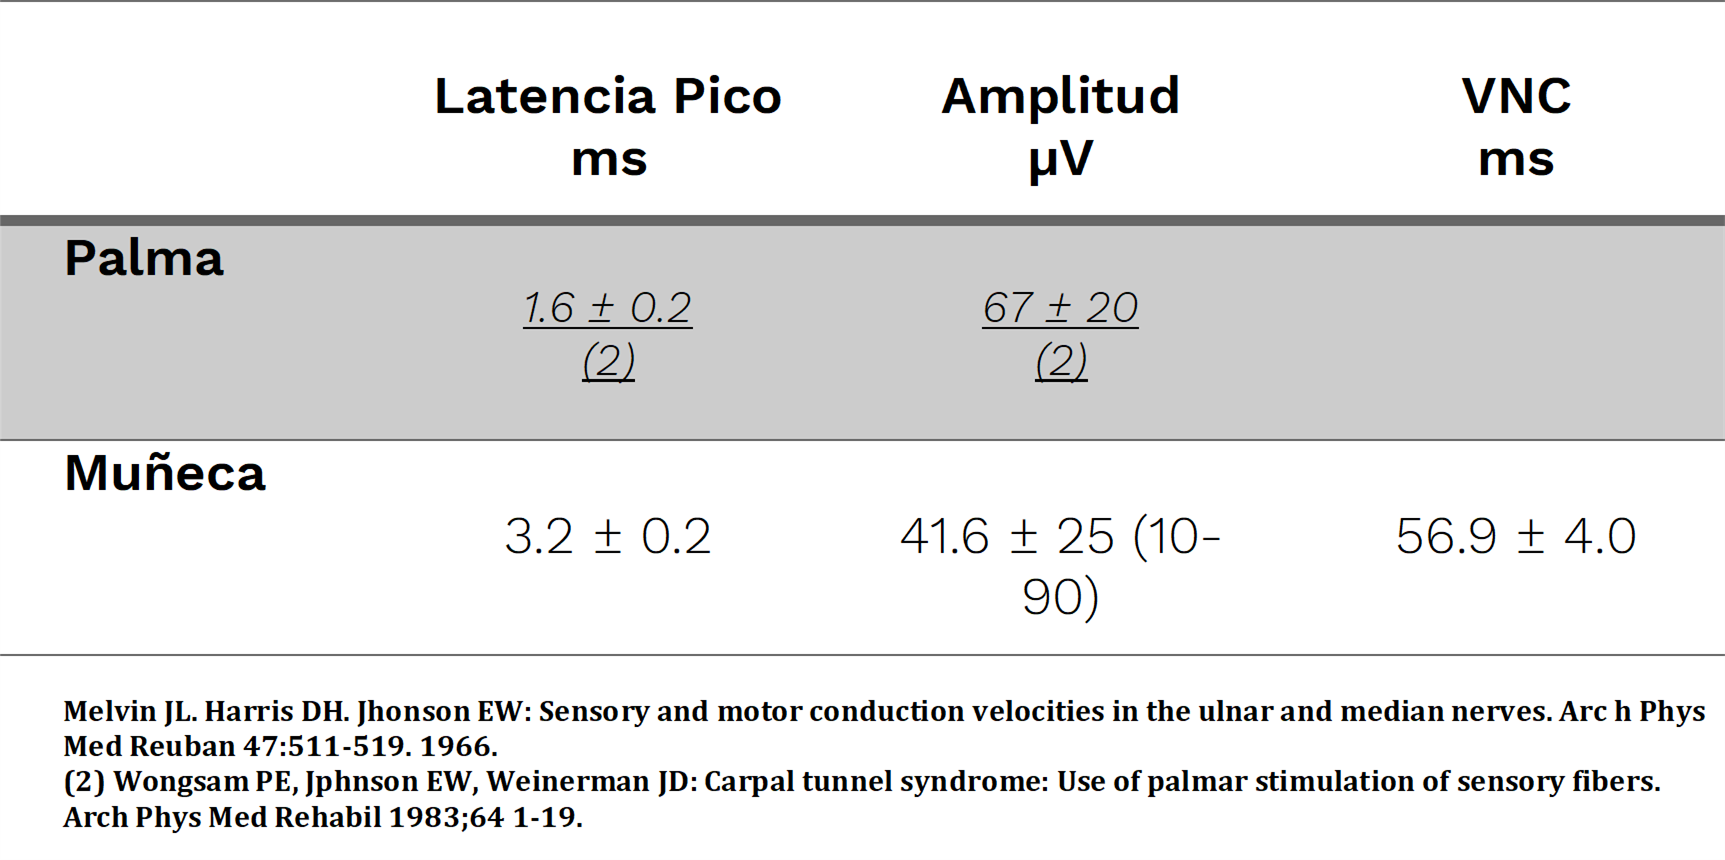 Latencia Pico Amplitud VNC
ms µV ms
Palma
1.6 ± 0.2 67 ± 20
(2) (2)
Muñeca
3.2 ± 0.2 41.6 ± 25 (10- 56.9 ± 4.0
90)
Melvin JL. Harris DH. Jhonson EW: Sensory and motor conduction velocities in the ulnar and median nerves. Arc h Phys
Med Reuban 47:511-519. 1966.
(2) Wongsam PE, Jphnson EW, Weinerman JD: Carpal tunnel syndrome: Use of palmar stimulation of sensory fibers.
Arch Phys Med Rehabil 1983;64 1-19.